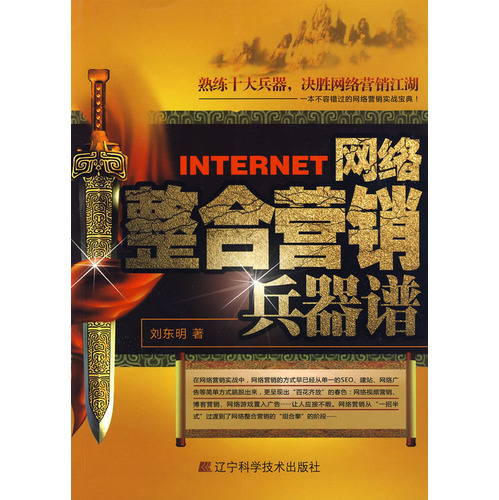 熟练十大兵器，决胜网络营销江湖
——一本不容错过的网络营销实战宝典！
INTERNET 网络
整合营销
兵器谱
刘东明 著
在网络营销实战中，网络营销的方式早已经从单一的SEO、建站、网络广
告等简单方式跳脱出来，更呈现出“百花齐放”的春色：网络视频营销、
博客营销、网络游戏置入广告……让人应接不暇。网络营销从“一招半
式”过渡到了网络整合营销的“组合拳”的阶段……
辽宁科学技术出版社